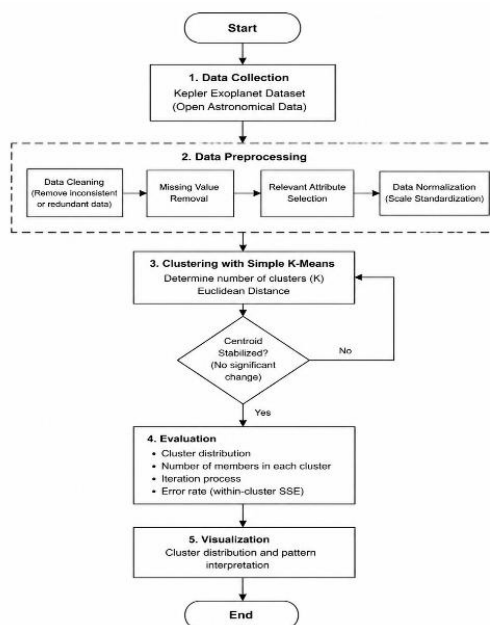 Start
1. Data Collection
Kepler Exoplanet Dataset
(Open Astronomical Data)
2. Data Preprocessing
Data Cleaning
(Remove inconsistent
or redundant data)
Missing Value
Removal
Relevant Attribute
Selection
Data Normalization
(Scale Standardization)
3. Clustering with Simple K-Means
Determine number of clusters (K)
Euclidean Distance
Centroid
Stabilized?
(No significant
change)
No
Yes
4. Evaluation
• Cluster distribution
• Number of members in each cluster
• Iteration process
• Error rate (within-cluster SSE)
5. Visualization
Cluster distribution and pattern
interpretation
End